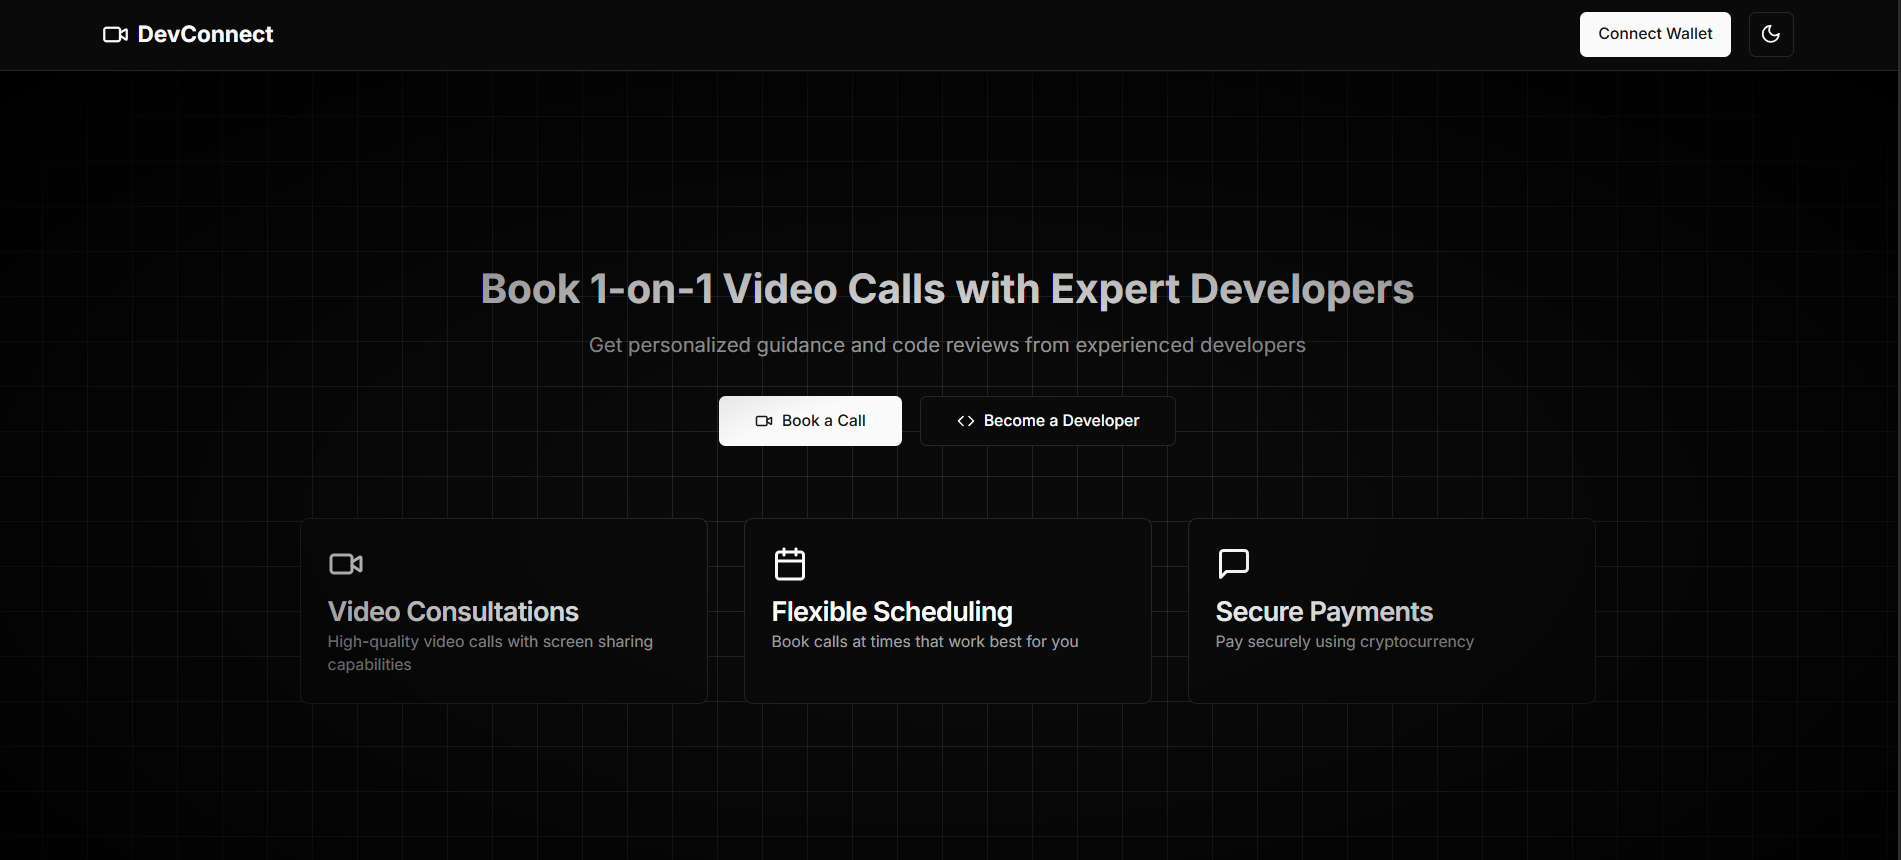 DevConnect
Connect Wallet
Book 1-on-1 Video Calls with Expert Developers
Get personalized guidance and code reviews from experienced developers
Book a Call
Become a Developer
Video Consultations
High-quality video calls with screen sharing
capabilities
Flexible Scheduling
Book calls at times that work best for you
Secure Payments
Pay securely using cryptocurrency